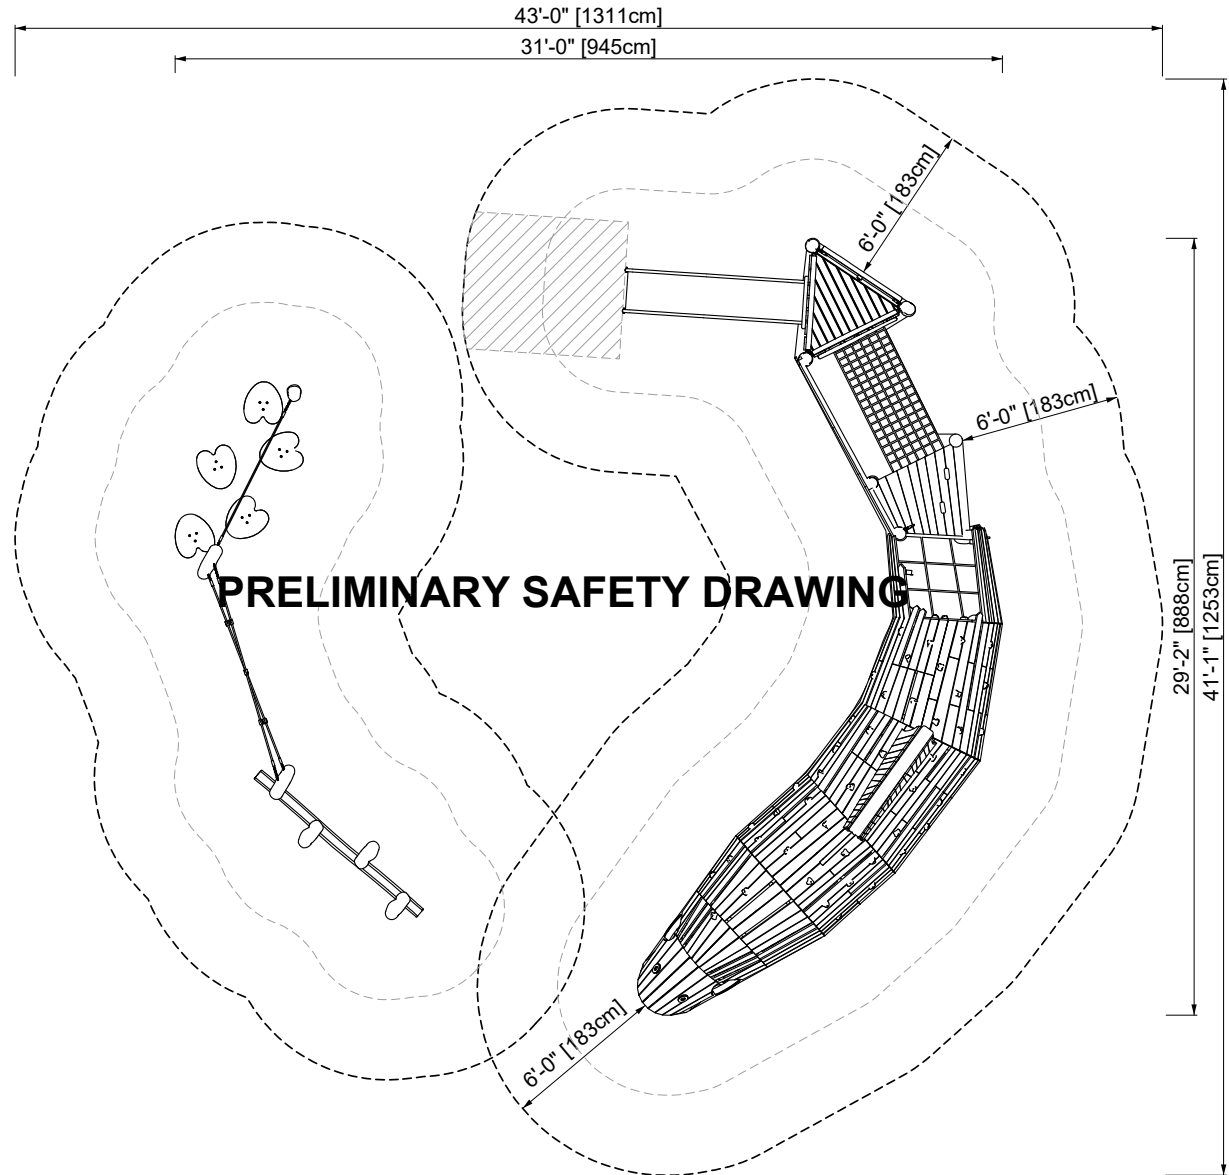 43'-0" [1311cm]
31'-0" [945cm]
6'-0" [183cm]
6'-0" [183cm]
PRELIMINARY SAFETY DRAWING
29'-2" [888cm]
41'-1" [1253cm]
6'-0" [183cm]